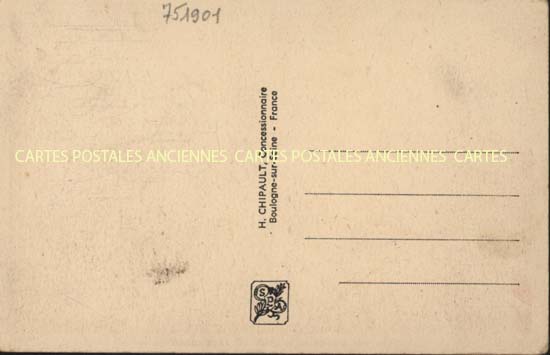 751901
H. CHIPAULT, Concessionnaire
Boulogne-sur-Seine - France
CARTES POSTALES ANCIENNES CARTES POSTALES ANCIENNES CARTES